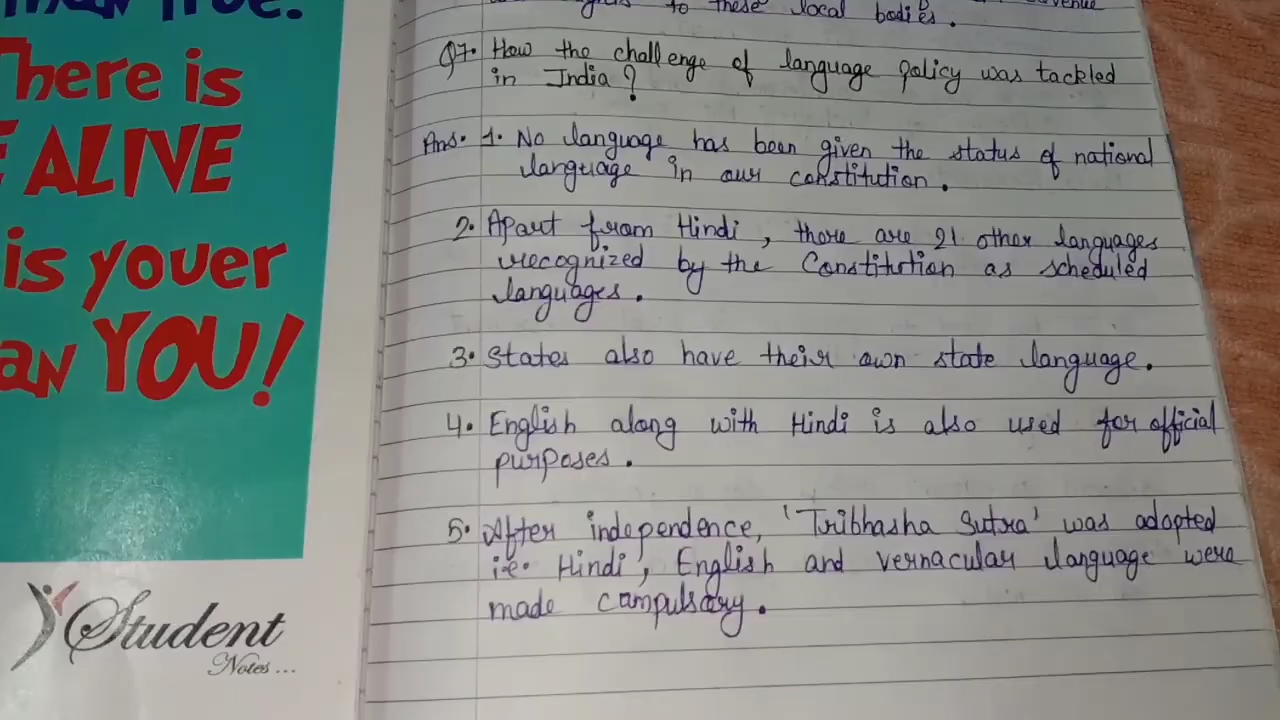 than true.
There is
ALIVE
is youer
than YOU!
Student
Notes...
to these local bodies.
Q7. How the challenge of language policy was tackled
in India?
Ans. 1. No language has been given the status of national
language in our constitution.
2. Apart from Hindi, there are 21 other languages
recognized by the Constitution as scheduled
languages.
3. States also have their own state language.
4. English along with Hindi is also used for official
purposes.
5. After independence, 'Tribhasha Sutra' was adopted
i.e. Hindi, English and vernacular language were
made compulsory.